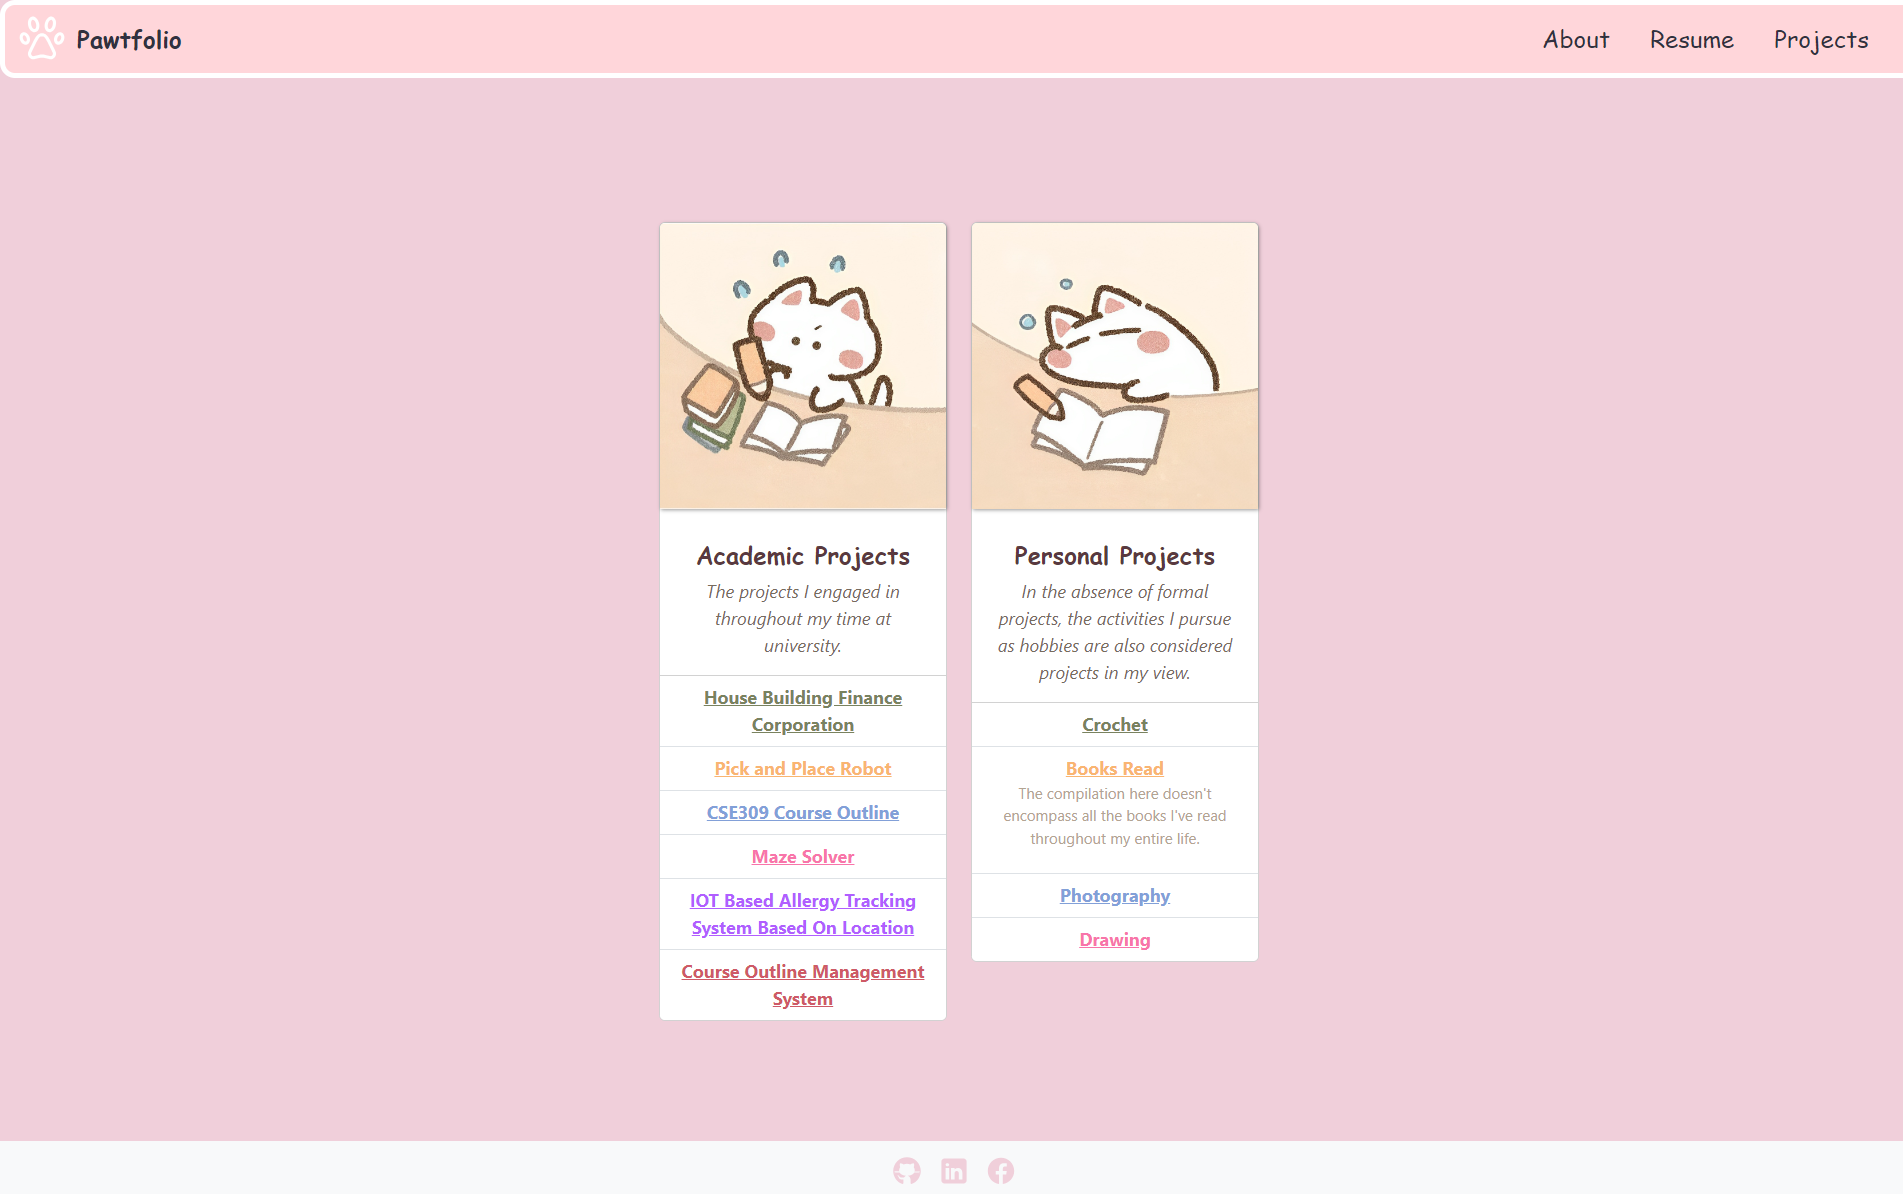 Pawtfolio
About Resume Projects
Academic Projects
The projects I engaged in
throughout my time at
university.
House Building Finance
Corporation
Pick and Place Robot
CSE309 Course Outline
Maze Solver
IOT Based Allergy Tracking
System Based On Location
Course Outline Management
System
Personal Projects
In the absence of formal
projects, the activities I pursue
as hobbies are also considered
projects in my view.
Crochet
Books Read
The compilation here doesn't
encompass all the books I've read
throughout my entire life.
Photography
Drawing
in